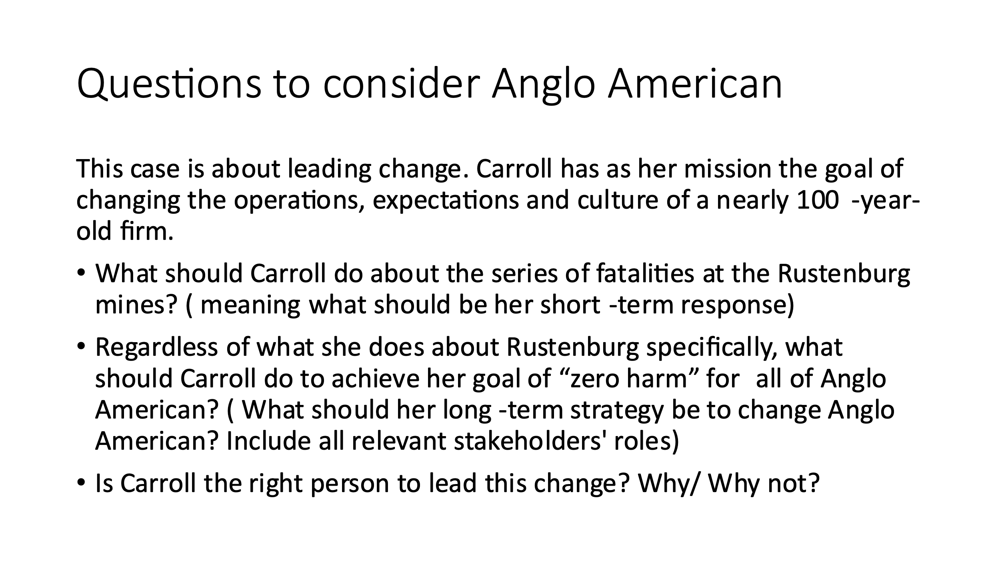 Questions to consider Anglo American
This case is about leading change. Carroll has as her mission the goal of
changing the operations, expectations and culture of a nearly 100 -year-
old firm.
• What should Carroll do about the series of fatalities at the Rustenburg
mines? ( meaning what should be her short -term response)
• Regardless of what she does about Rustenburg specifically, what
should Carroll do to achieve her goal of “zero harm” for all of Anglo
American? ( What should her long -term strategy be to change Anglo
American? Include all relevant stakeholders' roles)
• Is Carroll the right person to lead this change? Why/ Why not?